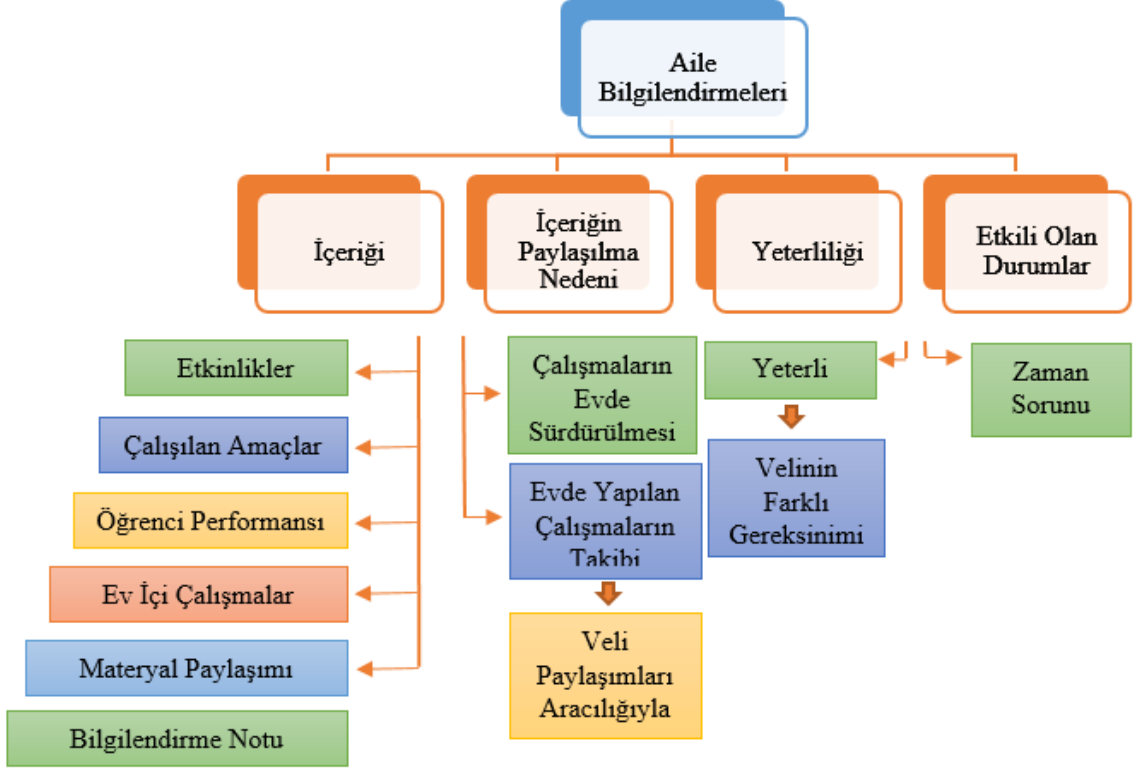 Aile
Bilgilendirmeleri
İçeriği
İçeriğin
Paylaşılma
Nedeni
Yeterliliği
Etkili Olan
Durumlar
Etkinlikler
Çalışılan Amaçlar
Öğrenci Performansı
Ev İçi Çalışmalar
Materyal Paylaşımı
Bilgilendirme Notu
Çalışmaların
Evde
Sürdürülmesi
Evde Yapılan
Çalışmaların
Takibi
Veli
Paylaşımları
Aracılığıyla
Yeterli
Velinin
Farklı
Gereksinimi
Zaman
Sorunu